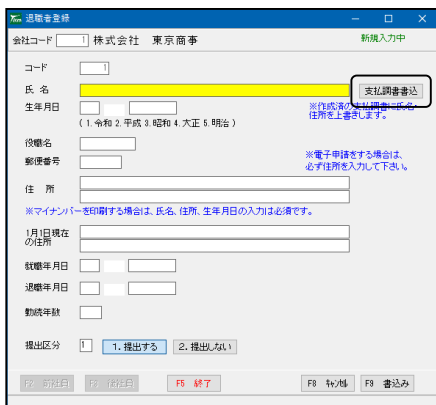 退職者登録
会社コード 1 株式会社 東京商事 新規入力中
コード 1
氏 名 支払調書書込
※作成済の支払調書に氏名・
住所を上書きします。
生年月日
( 1.令和 2.平成 3.昭和 4.大正 5.明治 )
役職名
※電子申請をする場合は、
必ず住所を入力して下さい。
郵便番号
住 所
※マイナンバーを印刷する場合は、氏名、住所、生年月日の入力は必須です。
1月1日現在
の住所
就職年月日
退職年月日
勤続年数
提出区分 1 1.提出する 2.提出しない
F2 前社員 F3 後社員 F5 終了 F8 キャンセル F9 書込み